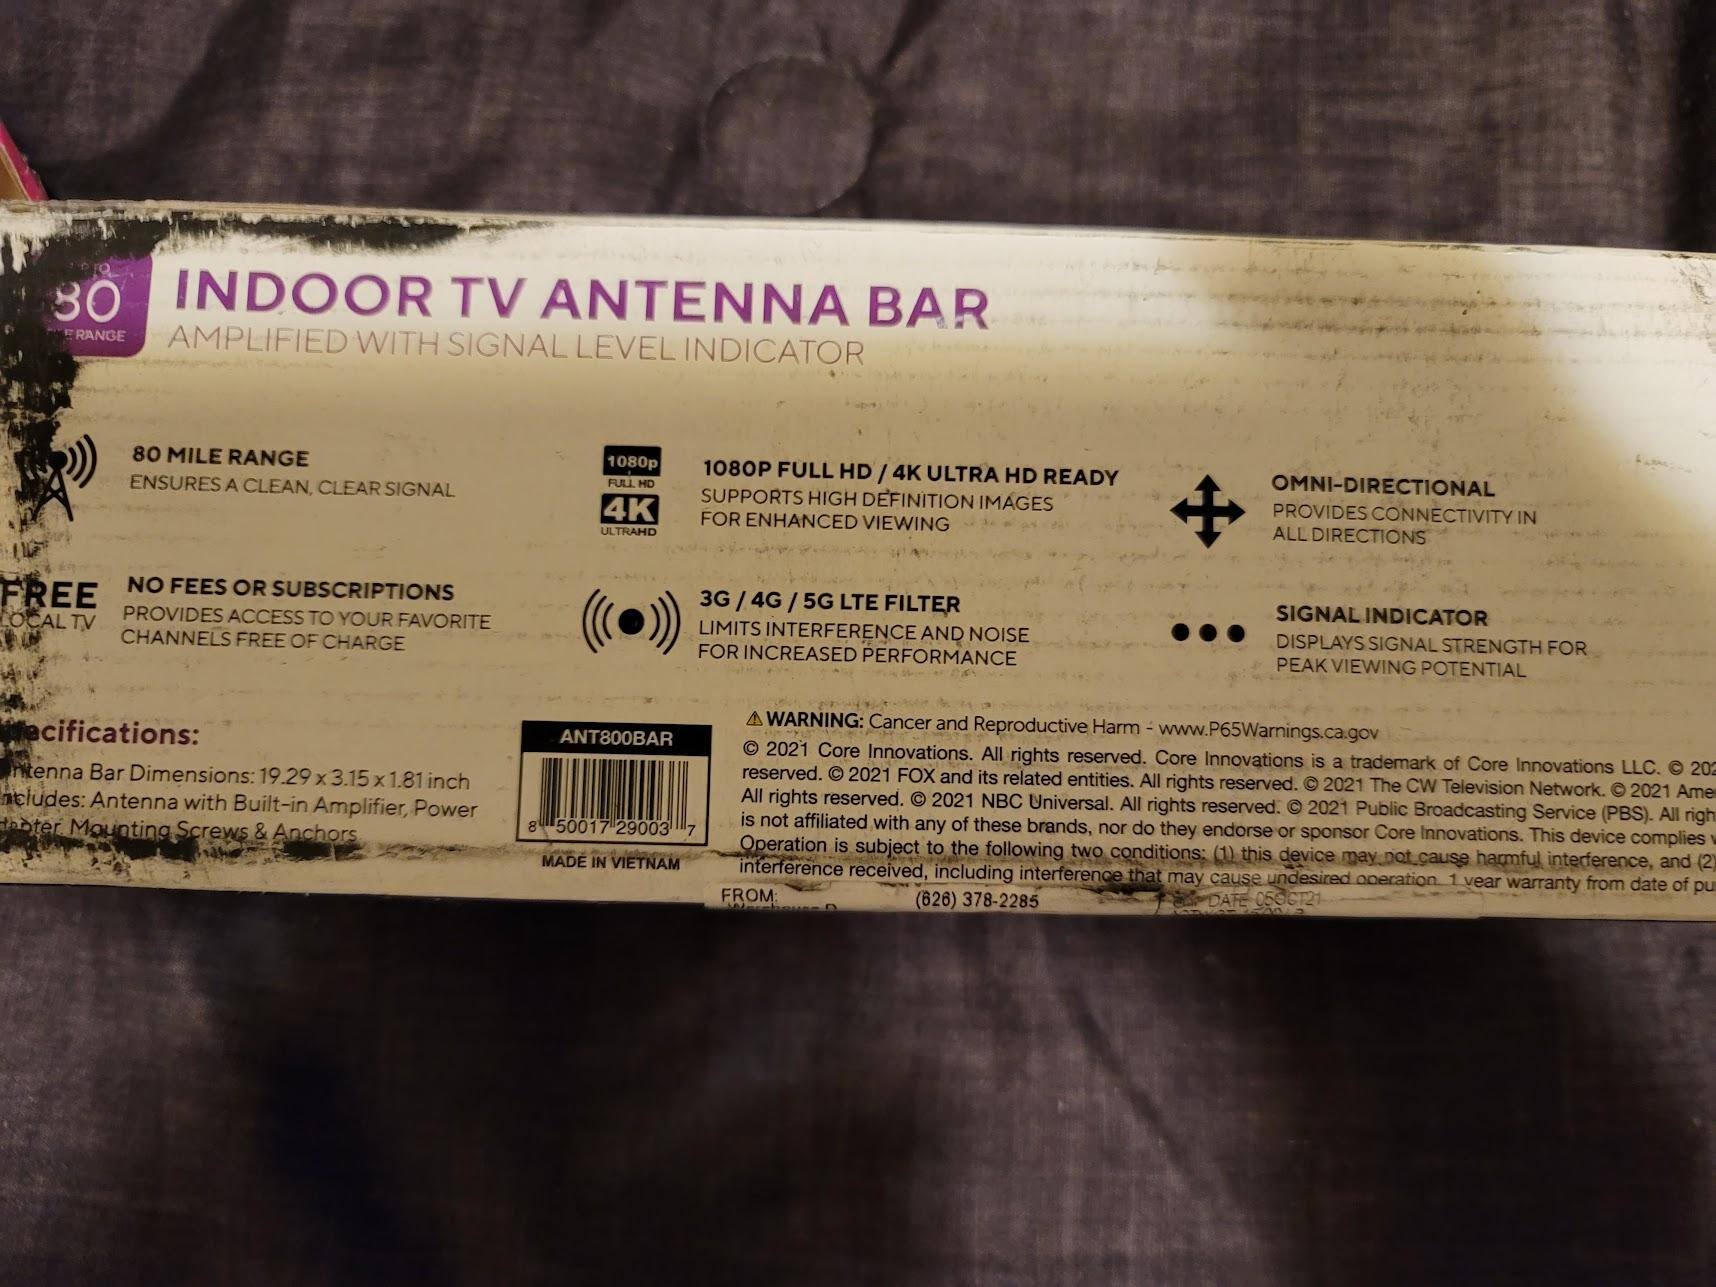 80
RANGE
INDOOR TV ANTENNA BAR
AMPLIFIED WITH SIGNAL LEVEL INDICATOR
80 MILE RANGE
ENSURES A CLEAN, CLEAR SIGNAL
1080p
FULL HD
4K
ULTRAHD
1080P FULL HD / 4K ULTRA HD READY
SUPPORTS HIGH DEFINITION IMAGES
FOR ENHANCED VIEWING
OMNI-DIRECTIONAL
PROVIDES CONNECTIVITY IN
ALL DIRECTIONS
FREE
LOCAL TV
NO FEES OR SUBSCRIPTIONS
PROVIDES ACCESS TO YOUR FAVORITE
CHANNELS FREE OF CHARGE
3G / 4G / 5G LTE FILTER
LIMITS INTERFERENCE AND NOISE
FOR INCREASED PERFORMANCE
SIGNAL INDICATOR
DISPLAYS SIGNAL STRENGTH FOR
PEAK VIEWING POTENTIAL
ecifications:
ntenna Bar Dimensions: 19.29 x 3.15 x 1.81 inch
ncludes: Antenna with Built-in Amplifier, Power
dapter, Mounting Screws & Anchors
ANT800BAR
8 50017 29003 7
MADE IN VIETNAM
⚠ WARNING: Cancer and Reproductive Harm - www.P65Warnings.ca.gov
© 2021 Core Innovations. All rights reserved. Core Innovations is a trademark of Core Innovations LLC. © 202
reserved. © 2021 FOX and its related entities. All rights reserved. © 2021 The CW Television Network. © 2021 Ame
All rights reserved. © 2021 NBC Universal. All rights reserved. © 2021 Public Broadcasting Service (PBS). All righ
is not affiliated with any of these brands, nor do they endorse or sponsor Core Innovations. This device complies
Operation is subject to the following two conditions: (1) this device may not cause harmful interference, and (2)
interference received, including interference that may cause undesired operation. 1 year warranty from date of pu
FROM: (626) 378-2285 DATE 05OCT21